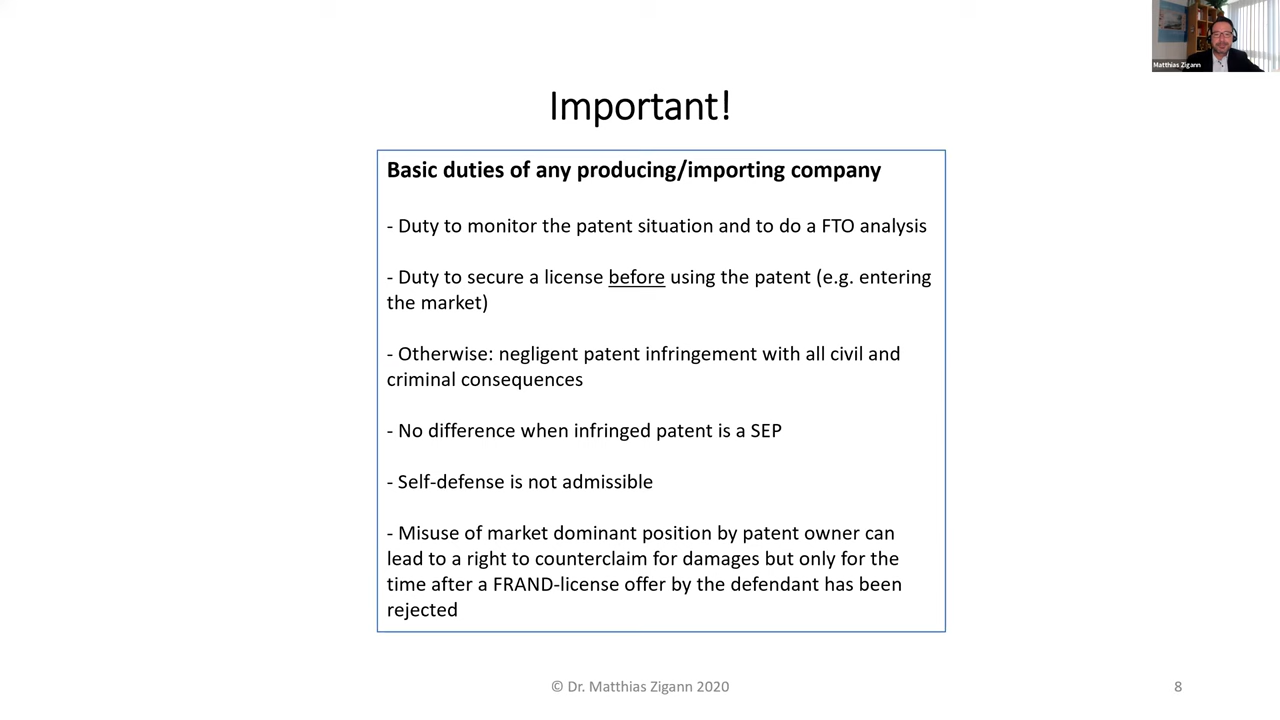 Matthias Zigann
Important!
Basic duties of any producing/importing company
- Duty to monitor the patent situation and to do a FTO analysis
- Duty to secure a license before using the patent (e.g. entering
the market)
- Otherwise: negligent patent infringement with all civil and
criminal consequences
- No difference when infringed patent is a SEP
- Self-defense is not admissible
- Misuse of market dominant position by patent owner can
lead to a right to counterclaim for damages but only for the
time after a FRAND-license offer by the defendant has been
rejected
© Dr. Matthias Zigann 2020
8